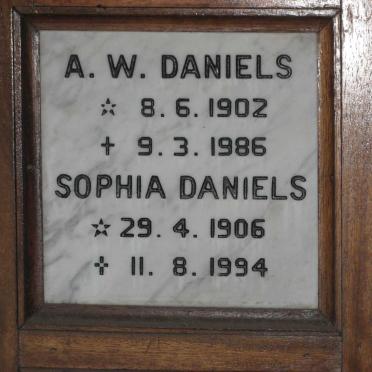 A. W. DANIELS
☆ 8. 6. 1902
✝ 9. 3. 1986
SOPHIA DANIELS
☆ 29. 4. 1906
✝ 11. 8. 1994